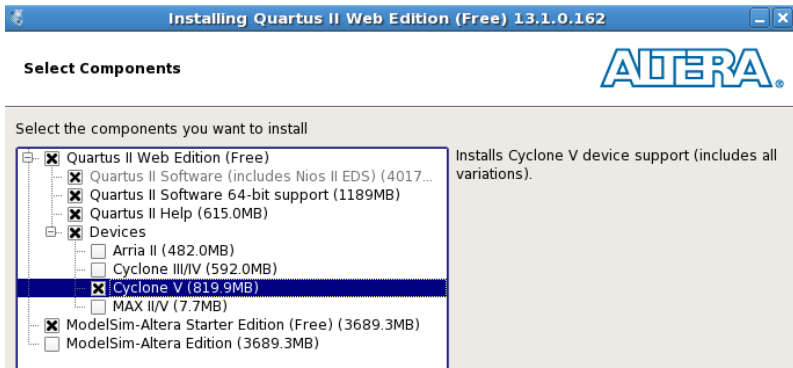 Installing Quartus II Web Edition (Free) 13.1.0.162
Select Components
ALTERA®
Select the components you want to install
Quartus II Web Edition (Free)
Quartus II Software (includes Nios II EDS) (4017...
Quartus II Software 64-bit support (1189MB)
Quartus II Help (615.0MB)
Devices
Arria II (482.0MB)
Cyclone III/IV (592.0MB)
Cyclone V (819.9MB)
MAX II/V (7.7MB)
ModelSim-Altera Starter Edition (Free) (3689.3MB)
ModelSim-Altera Edition (3689.3MB)
Installs Cyclone V device support (includes all
variations).